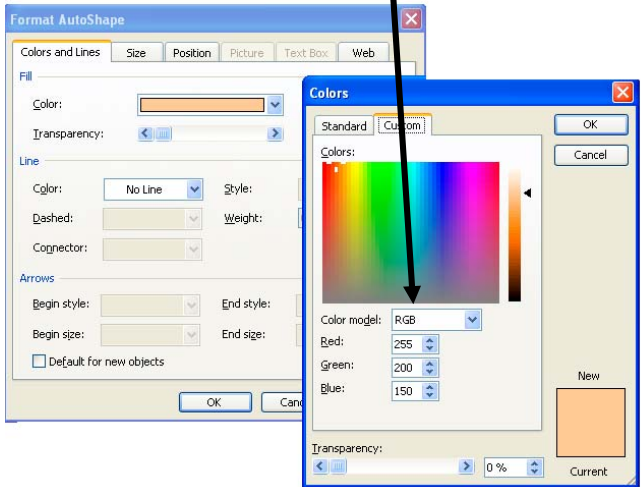 Format AutoShape
Colors and Lines Size Position Picture Text Box Web
Fill
Color:
Transparency:
Line
Color: No Line Style:
Dashed: Weight:
Connector:
Arrows
Begin style: End style:
Begin size: End size:
Default for new objects
OK
Colors
Standard Custom
OK
Cancel
Colors:
Color model: RGB
Red: 255
Green: 200
Blue: 150
New
Transparency:
0 %
Current